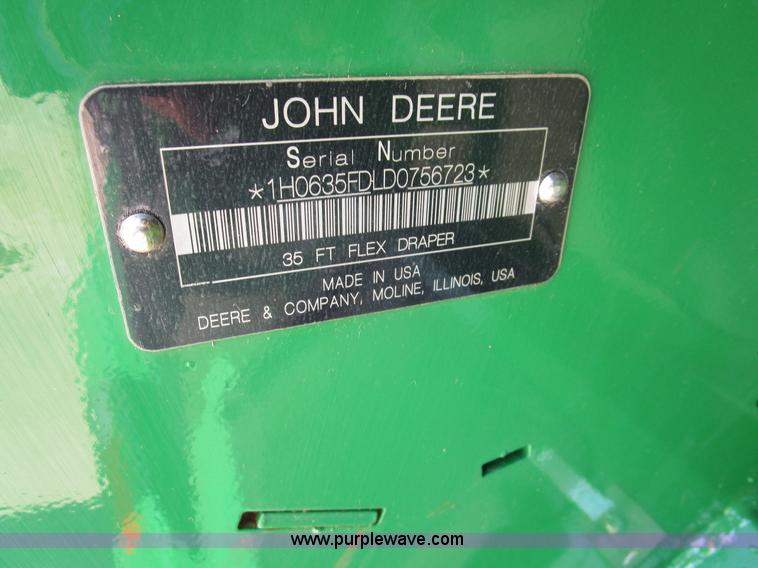 JOHN DEERE
Serial Number
*1H0635FDLD0756723*
35 FT FLEX DRAPER
MADE IN USA
DEERE & COMPANY, MOLINE, ILLINOIS, USA
www.purplewave.com